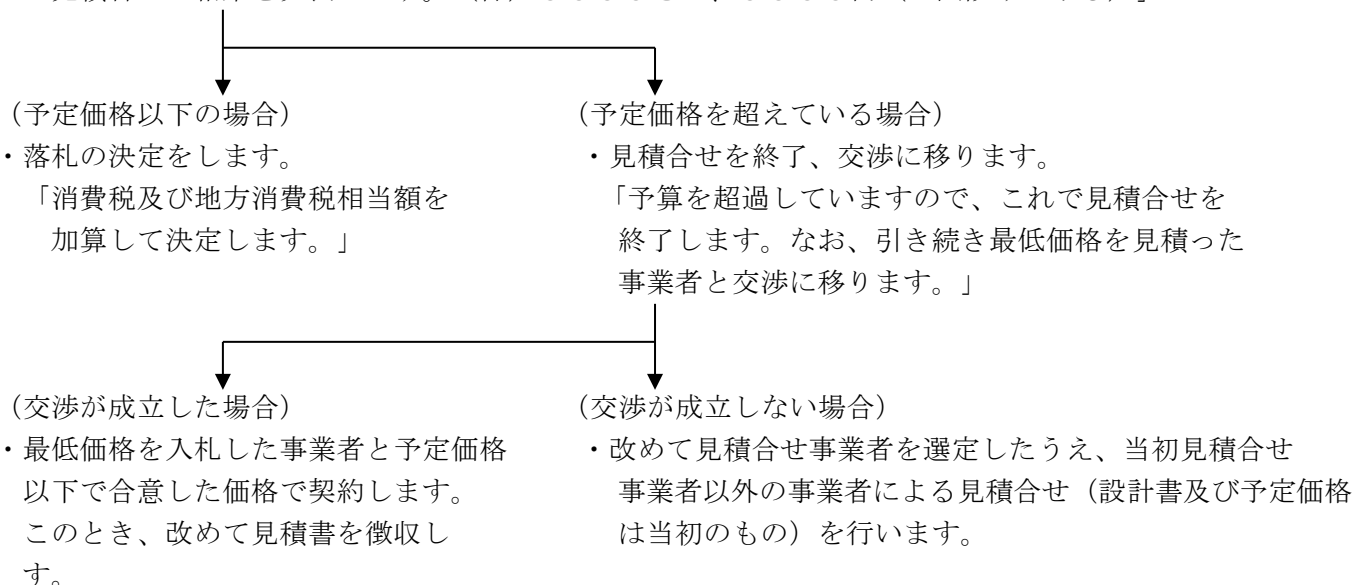 (予定価格以下の場合)
(予定価格を超えている場合)
・落札の決定をします。
・見積合せを終了、交渉に移ります。
「消費税及び地方消費税相当額を
加算して決定します。」
「予算を超過していますので、これで見積合せを
終了します。なお、引き続き最低価格を見積った
事業者と交渉に移ります。」
(交渉が成立した場合)
(交渉が成立しない場合)
・最低価格を入札した事業者と予定価格
以下で合意した価格で契約します。
このとき、改めて見積書を徴収し
す。
・改めて見積合せ事業者を選定したうえ、当初見積合せ
事業者以外の事業者による見積合せ(設計書及び予定価格
は当初のもの)を行います。